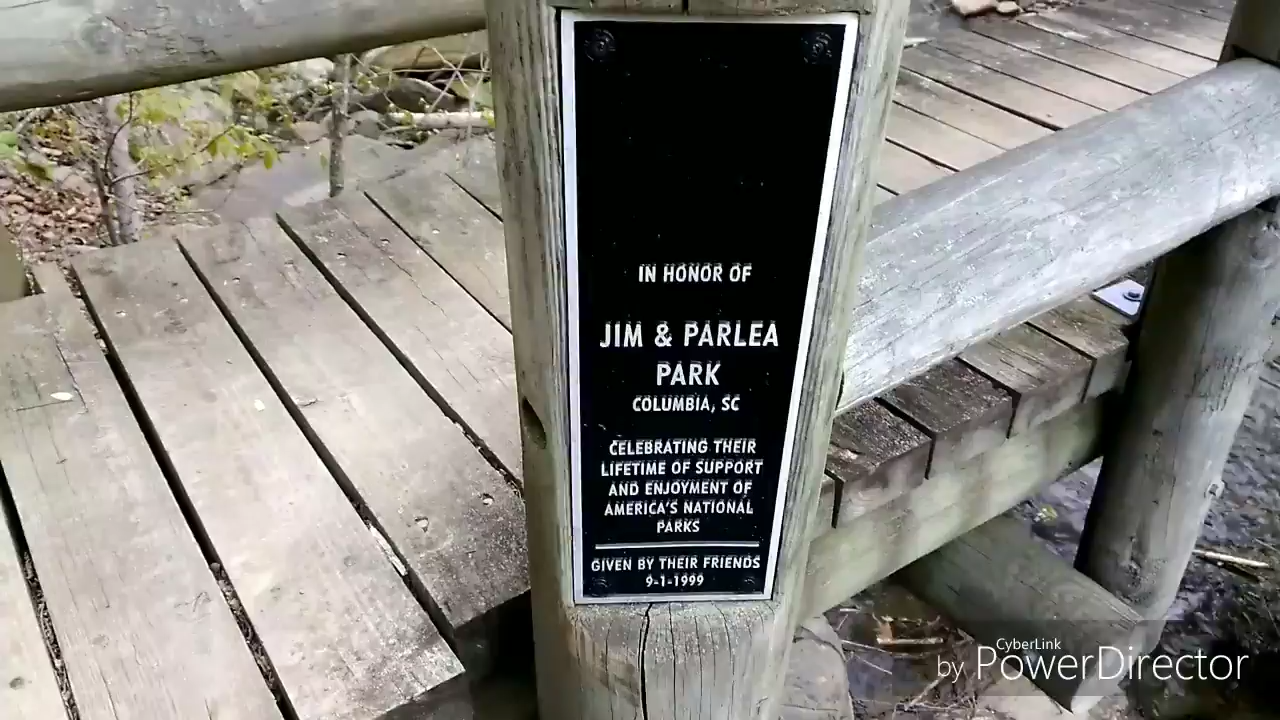 IN HONOR OF
JIM & PARLEA
PARK
COLUMBIA, SC
CELEBRATING THEIR
LIFETIME OF SUPPORT
AND ENJOYMENT OF
AMERICA'S NATIONAL
PARKS
GIVEN BY THEIR FRIENDS
9-1-1999
CyberLink
by PowerDirector